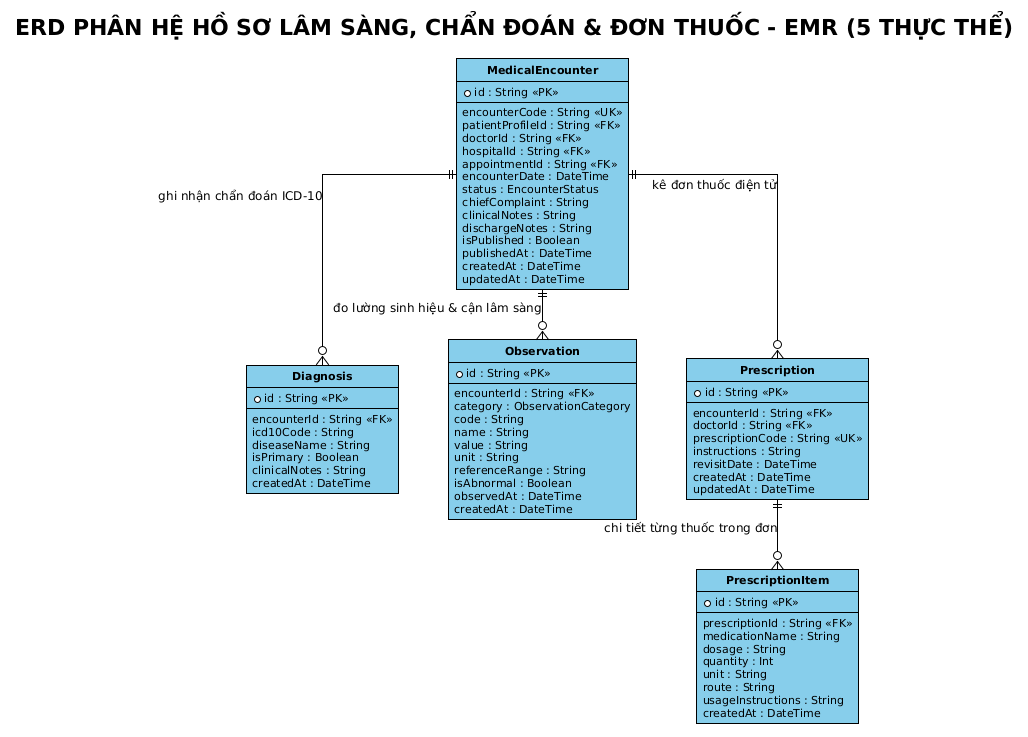 ERD PHÂN HỆ HỒ SƠ LÂM SÀNG, CHẨN ĐOÁN & ĐƠN THUỐC - EMR (5 THỰC THỂ)
MedicalEncounter
id : String «PK»
encounterCode : String «UK»
patientProfileId : String «FK»
doctorId : String «FK»
hospitalId : String «FK»
appointmentId : String «FK»
encounterDate : DateTime
status : EncounterStatus
chiefComplaint : String
clinicalNotes : String
dischargeNotes : String
isPublished : Boolean
publishedAt : DateTime
createdAt : DateTime
updatedAt : DateTime
ghi nhận chẩn đoán ICD-10
kê đơn thuốc điện tử
đo lường sinh hiệu & cận lâm sàng
Diagnosis
id : String «PK»
encounterId : String «FK»
icd10Code : String
diseaseName : String
isPrimary : Boolean
clinicalNotes : String
createdAt : DateTime
Observation
id : String «PK»
encounterId : String «FK»
category : ObservationCategory
code : String
name : String
value : String
unit : String
referenceRange : String
isAbnormal : Boolean
observedAt : DateTime
createdAt : DateTime
Prescription
id : String «PK»
encounterId : String «FK»
doctorId : String «FK»
prescriptionCode : String «UK»
instructions : String
revisitDate : DateTime
createdAt : DateTime
updatedAt : DateTime
chi tiết từng thuốc trong đơn
PrescriptionItem
id : String «PK»
prescriptionId : String «FK»
medicationName : String
dosage : String
quantity : Int
unit : String
route : String
usageInstructions : String
createdAt : DateTime